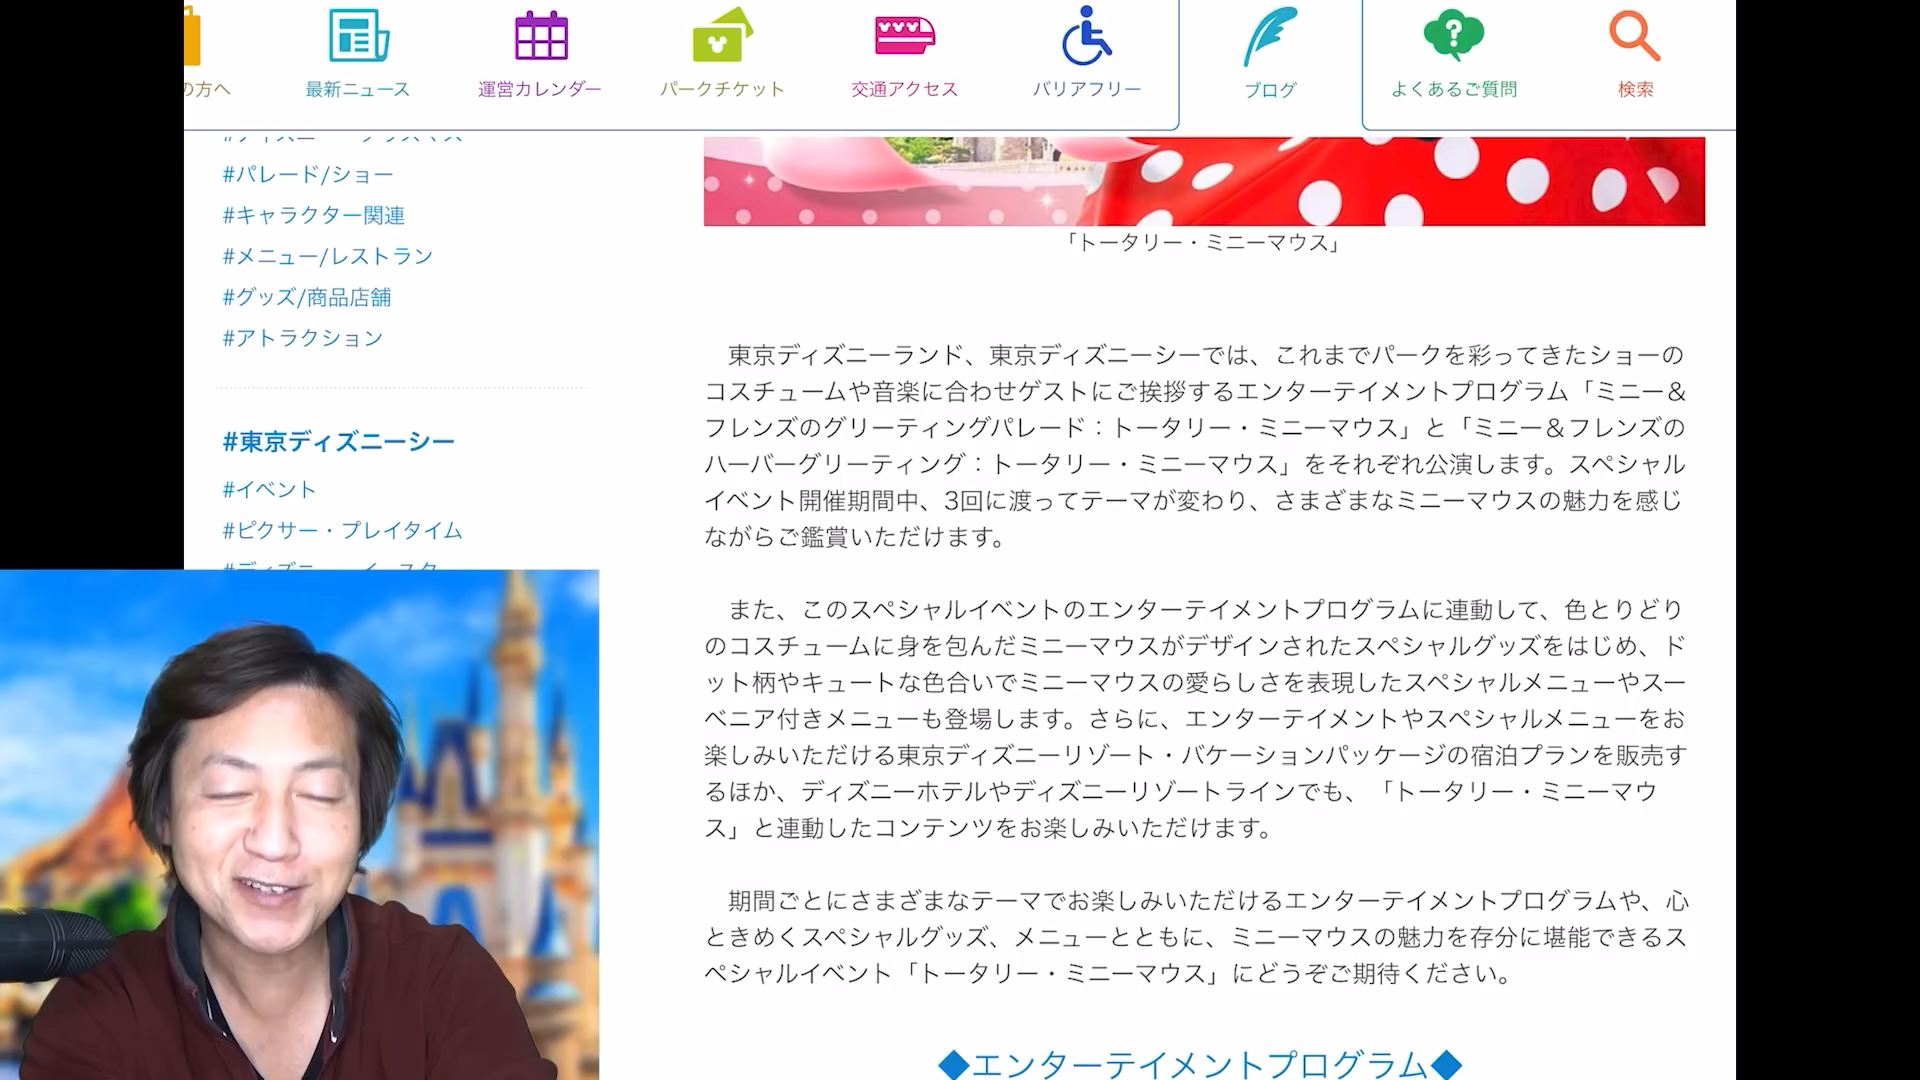 の方へ
最新ニュース
運営カレンダー
パークチケット
交通アクセス
バリアフリー
ブログ
よくあるご質問
検索
#パレード/ショー
#キャラクター関連
#メニュー/レストラン
#グッズ/商品店舗
#アトラクション
#東京ディズニーシー
#イベント
#ピクサー・プレイタイム
「トータリー・ミニーマウス」
東京ディズニーランド、東京ディズニーシーでは、これまでパークを彩ってきたショーの
コスチュームや音楽に合わせゲストにご挨拶するエンターテイメントプログラム「ミニー＆
フレンズのグリーティングパレード：トータリー・ミニーマウス」と「ミニー＆フレンズの
ハーバーグリーティング：トータリー・ミニーマウス」をそれぞれ公演します。スペシャル
イベント開催期間中、3回に渡ってテーマが変わり、さまざまなミニーマウスの魅力を感じ
ながらご鑑賞いただけます。
また、このスペシャルイベントのエンターテイメントプログラムに連動して、色とりどり
のコスチュームに身を包んだミニーマウスがデザインされたスペシャルグッズをはじめ、ド
ット柄やキュートな色合いでミニーマウスの愛らしさを表現したスペシャルメニューやスー
ベニア付きメニューも登場します。さらに、エンターテイメントやスペシャルメニューをお
楽しみいただける東京ディズニーリゾート・バケーションパッケージの宿泊プランを販売す
るほか、ディズニーホテルやディズニーリゾートラインでも、「トータリー・ミニーマウ
ス」と連動したコンテンツをお楽しみいただけます。
期間ごとにさまざまなテーマでお楽しみいただけるエンターテイメントプログラムや、心
ときめくスペシャルグッズ、メニューとともに、ミニーマウスの魅力を存分に堪能できるス
ペシャルイベント「トータリー・ミニーマウス」にどうぞご期待ください。
◆エンターテイメントプログラム◆